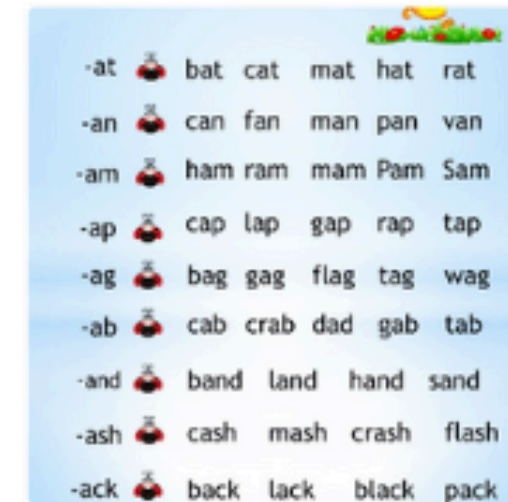 -at bat cat mat hat rat
-an can fan man pan van
-am ham ram mam Pam Sam
-ap cap lap gap rap tap
-ag bag gag flag tag wag
-ab cab crab dad gab tab
-and band land hand sand
-ash cash mash crash flash
-ack back lack black pack